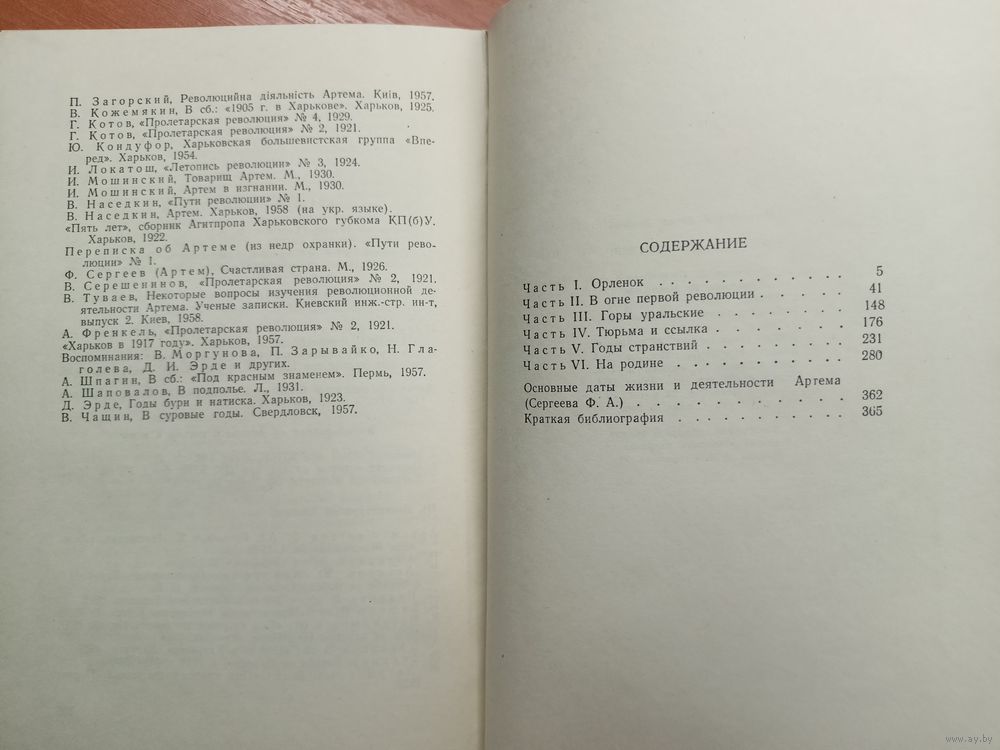 П. Загорский, Революцийна діяльність Артема. Київ, 1957.
В. Кожемякин, В сб.: «1905 г. в Харькове». Харьков, 1925.
Г. Котов, «Пролетарская революция» № 4, 1929.
Г. Котов, «Пролетарская революция» № 2, 1921.
Ю. Кондуфор, Харьковская большевистская группа «Впе-
ред». Харьков, 1954.
И. Локатош, «Летопись революции» № 3, 1924.
И. Мошинский, Товарищ Артем. М., 1930.
И. Мошинский, Артем в изгнании. М., 1930.
В. Наседкин, «Пути революции» № 1.
В. Наседкин, Артем. Харьков, 1958 (на укр. языке).
«Пять лет», сборник Агитпропа Харьковского губкома КП(б)У.
Харьков, 1922.
Переписка об Артеме (из недр охранки). «Пути рево-
люции» № 1.
Ф. Сергеев (Артем), Счастливая страна. М., 1926.
В. Серешенинов, «Пролетарская революция» № 2, 1921.
В. Туваев, Некоторые вопросы изучения революционной де-
ятельности Артема. Ученые записки. Киевский инж.-стр. ин-т,
выпуск 2. Киев, 1958.
А. Френкель, «Пролетарская революция» № 2, 1921.
«Харьков в 1917 году». Харьков, 1957.
Воспоминания: В. Моргунова, П. Зарывайко, Н. Гла-
голева, Д. И. Эрде и других.
А. Шпагин, В сб.: «Под красным знаменем». Пермь, 1957.
А. Шаповалов, В подполье. Л., 1931.
Д. Эрде, Годы бури и натиска. Харьков, 1923.
В. Чащин, В суровые годы. Свердловск, 1957.
СОДЕРЖАНИЕ
Часть I. Орленок . . . . . . . . . 5
Часть II. В огне первой революции . . . . . 41
Часть III. Горы уральские . . . . . . . 148
Часть IV. Тюрьма и ссылка . . . . . . . 176
Часть V. Годы странствий . . . . . . . 231
Часть VI. На родине . . . . . . . . . 280
Основные даты жизни и деятельности Артема
(Сергеева Ф. А.) . . . . . . . . . . 362
Краткая библиография . . . . . . . . . 365
www.ay.by